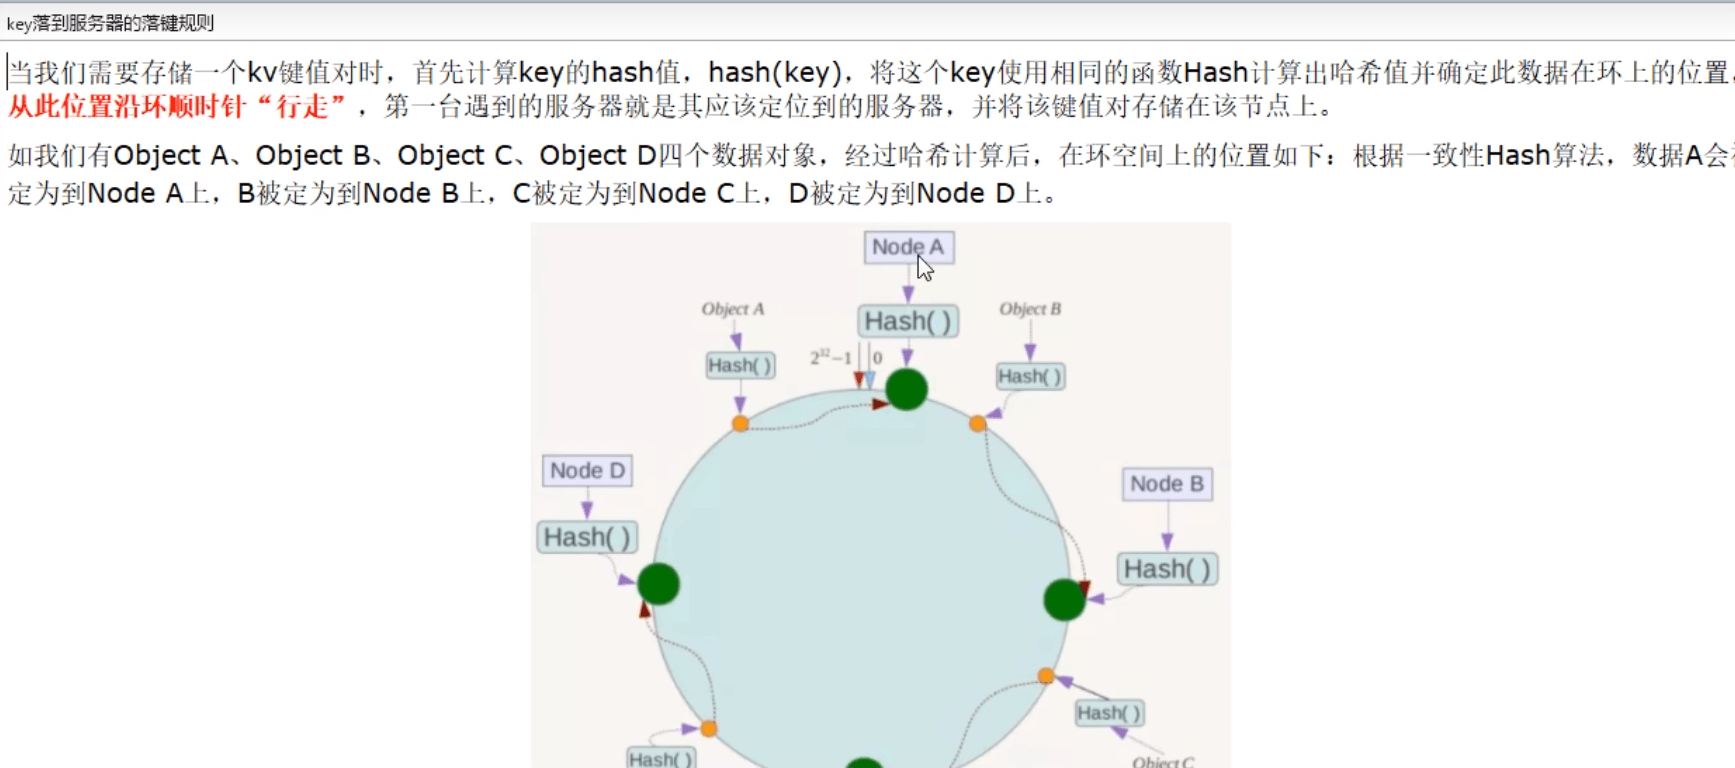 key落到服务器的落键规则
当我们需要存储一个kv键值对时，首先计算key的hash值，hash(key)，将这个key使用相同的函数Hash计算出哈希值并确定此数据在环上的位置，
从此位置沿环顺时针“行走”，第一台遇到的服务器就是其应该定位到的服务器，并将该键值对存储在该节点上。
如我们有Object A、Object B、Object C、Object D四个数据对象，经过哈希计算后，在环空间上的位置如下：根据一致性Hash算法，数据A会
定为到Node A上，B被定为到Node B上，C被定为到Node C上，D被定为到Node D上。
Node A
Object A
Object B
Hash( )
2³²−1
0
Hash( )
Hash( )
Node D
Node B
Hash( )
Hash( )
Hash( )
Hash( )
Object C